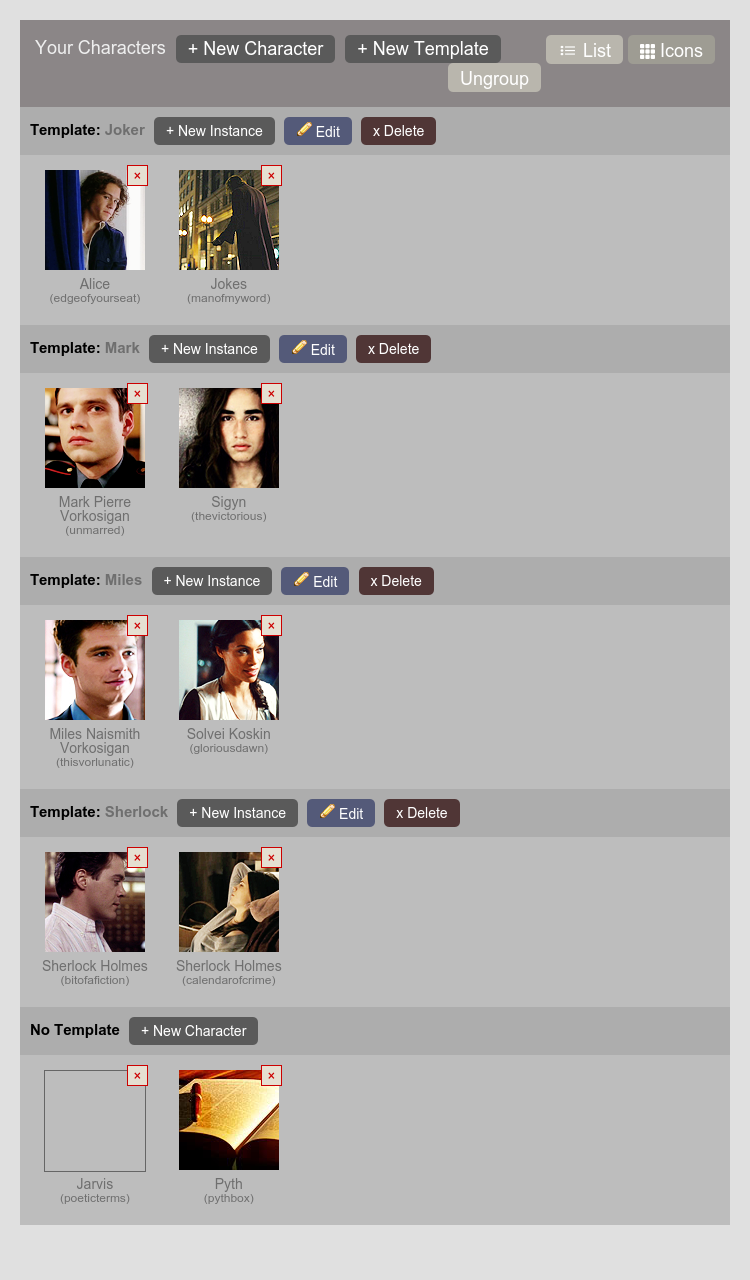 Your Characters + New Character + New Template List Icons
Ungroup
Template: Joker + New Instance Edit x Delete
× ×
Alice Jokes
(edgeofyourseat) (manofmyword)
Template: Mark + New Instance Edit x Delete
× ×
Mark Pierre Sigyn
Vorkosigan (thevictorious)
(unmarred)
Template: Miles + New Instance Edit x Delete
× ×
Miles Naismith Solvei Koskin
Vorkosigan (gloriousdawn)
(thisvorlunatic)
Template: Sherlock + New Instance Edit x Delete
× ×
Sherlock Holmes Sherlock Holmes
(bitofafiction) (calendarofcrime)
No Template + New Character
× ×
Jarvis Pyth
(poeticterms) (pythbox)